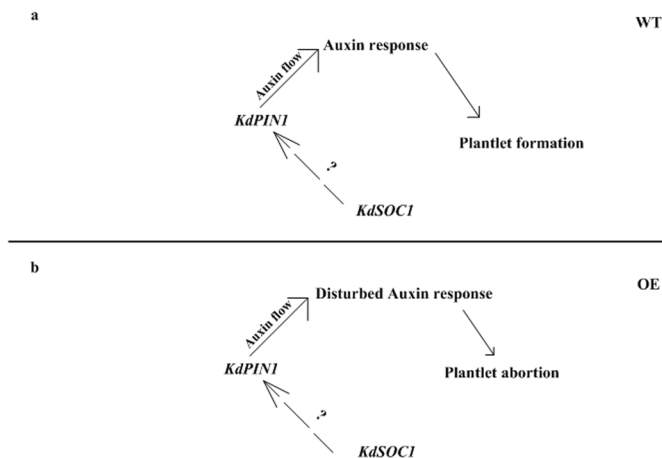 a
WT
Auxin response
Auxin flow
KdPIN1
Plantlet formation
?
KdSOC1
b
OE
Disturbed Auxin response
Auxin flow
KdPIN1
Plantlet abortion
?
KdSOC1